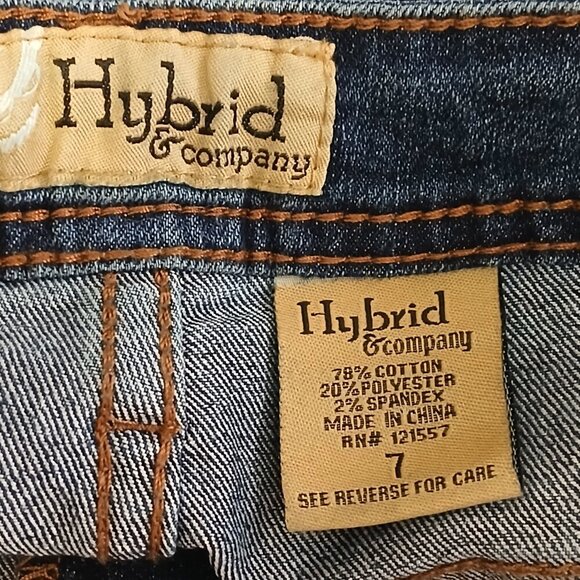 Hybrid
& company
Hybrid
& company
78% COTTON
20% POLYESTER
2% SPANDEX
MADE IN CHINA
RN# 121557
7
SEE REVERSE FOR CARE